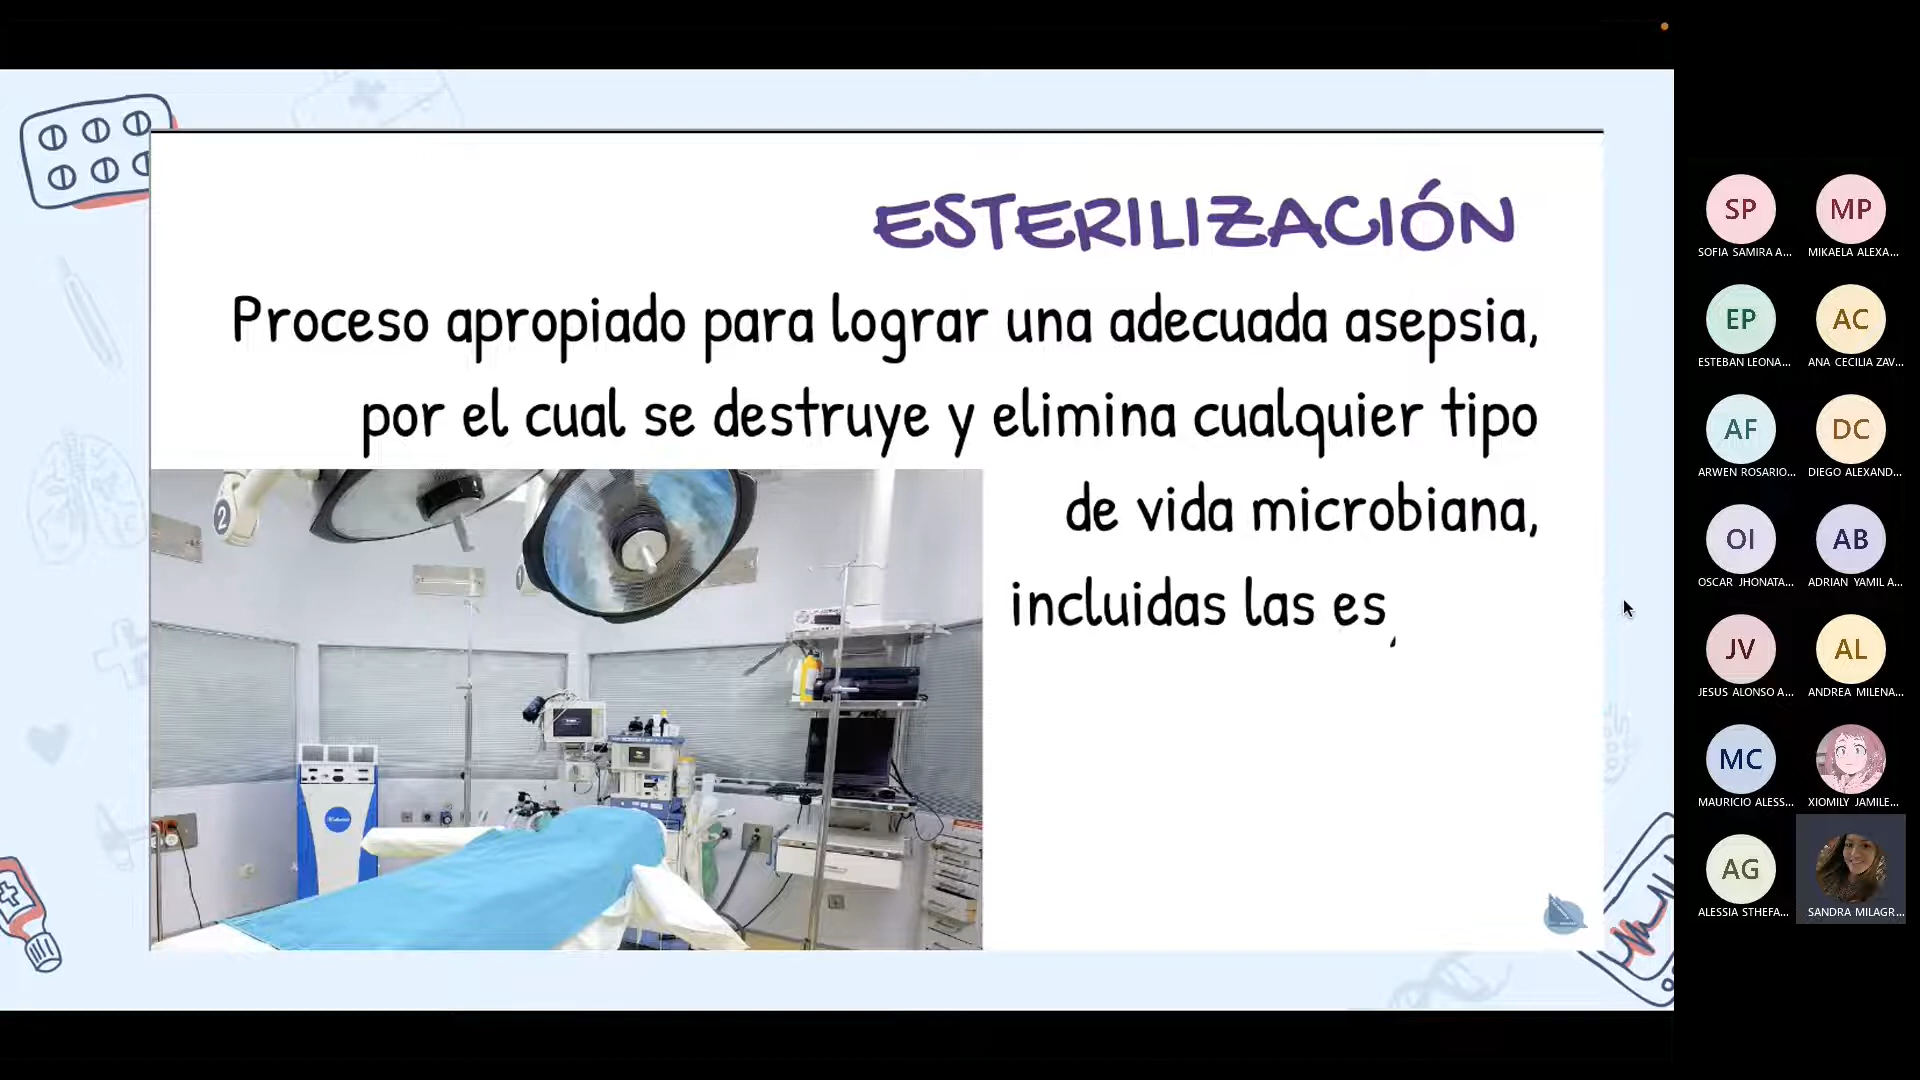 ESTERILIZACIÓN
Proceso apropiado para lograr una adecuada asepsia,
por el cual se destruye y elimina cualquier tipo
de vida microbiana,
incluidas las es
2
SP
MP
SOFIA SAMIRA A...
MIKAELA ALEXA...
EP
AC
ESTEBAN LEONA...
ANA CECILIA ZAV...
AF
DC
ARWEN ROSARIO...
DIEGO ALEXAND...
OI
AB
OSCAR JHONATA...
ADRIAN YAMIL A...
JV
AL
JESUS ALONSO A...
ANDREA MILENA...
MC
MAURICIO ALESS...
XIOMILY JAMILE...
AG
ALESSIA STHEFA...
SANDRA MILAGR...